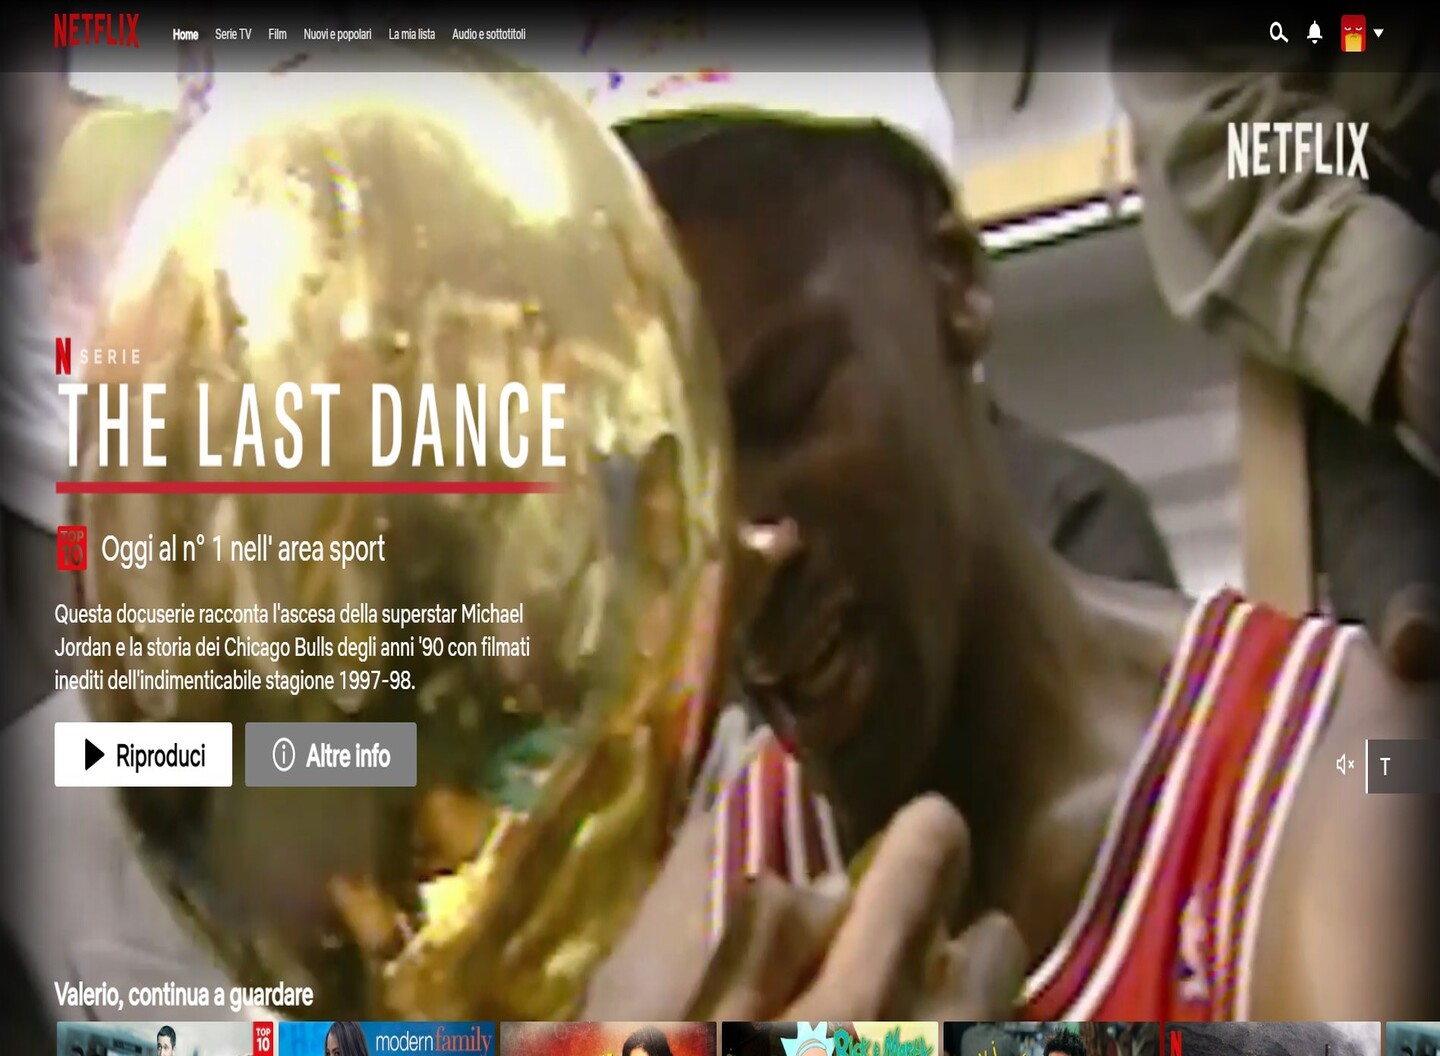 NETFLIX
Home Serie TV Film Nuovi e popolari La mia lista Audio e sottotitoli
NETFLIX
N SERIE
THE LAST DANCE
TOP 10 Oggi al n° 1 nell' area sport
Questa docuserie racconta l'ascesa della superstar Michael
Jordan e la storia dei Chicago Bulls degli anni '90 con filmati
inediti dell'indimenticabile stagione 1997-98.
Riproduci Altre info
T
Valerio, continua a guardare
TOP
10
modern family
Rick & Morty
N